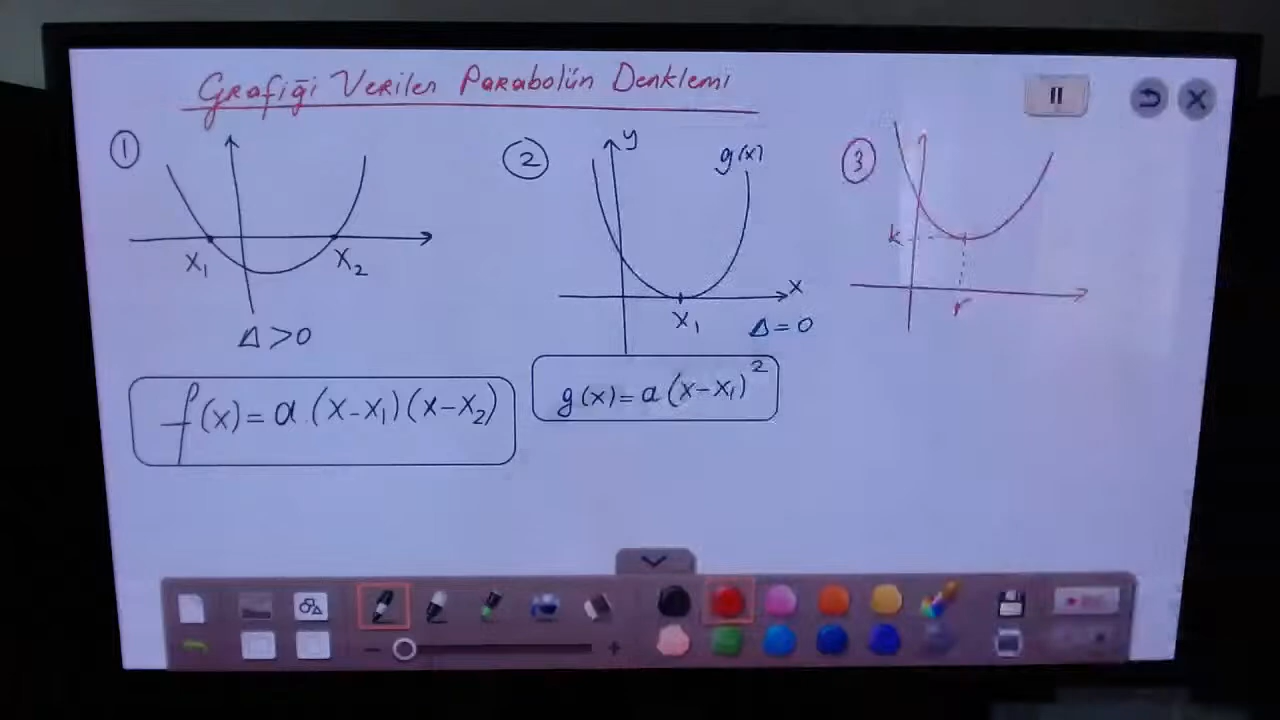 Grafiği Verilen Parabolün Denklemi
①
x₁
x₂
Δ>0
f(x)=a.(x-x₁)(x-x₂)
②
y
g(x)
x
x₁
Δ=0
g(x)=a(x-x₁)²
③
k
r